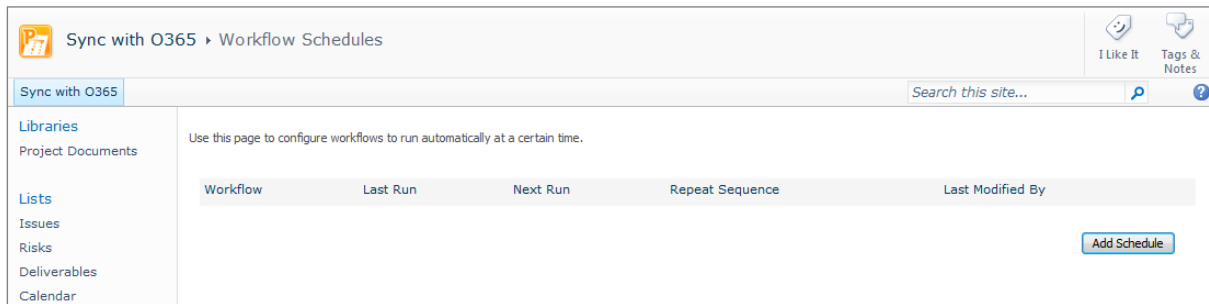 Sync with O365 ▸ Workflow Schedules
I Like It
Tags &
Notes
Sync with O365
Search this site...
Libraries
Project Documents
Use this page to configure workflows to run automatically at a certain time.
Workflow Last Run Next Run Repeat Sequence Last Modified By
Lists
Issues
Risks
Add Schedule
Deliverables
Calendar